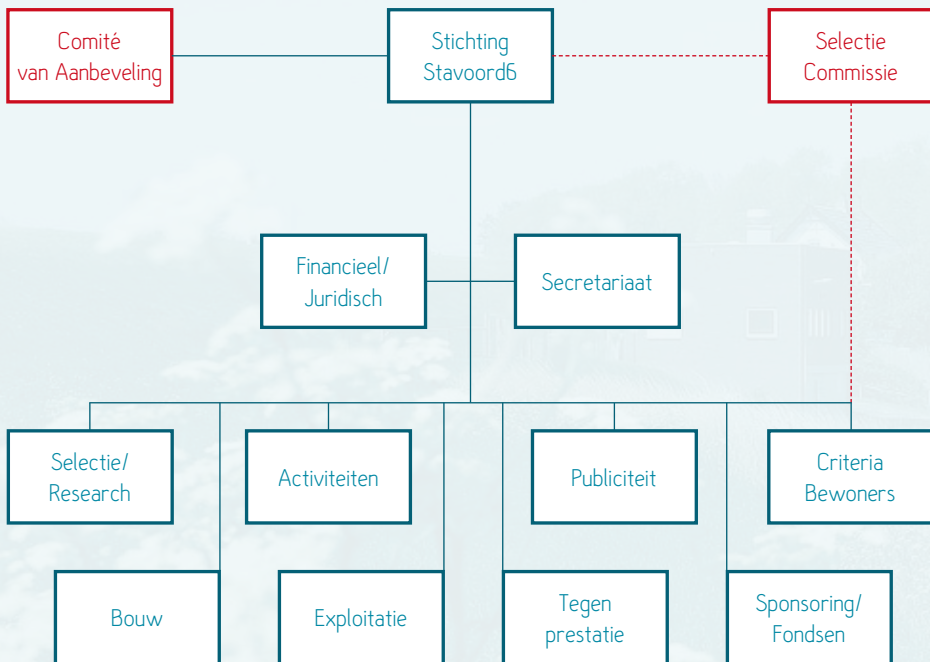 Comité
van Aanbeveling
Stichting
Stavoord6
Selectie
Commissie
Financieel/
Juridisch
Secretariaat
Selectie/
Research
Activiteiten
Publiciteit
Criteria
Bewoners
Bouw
Exploitatie
Tegen
prestatie
Sponsoring/
Fondsen